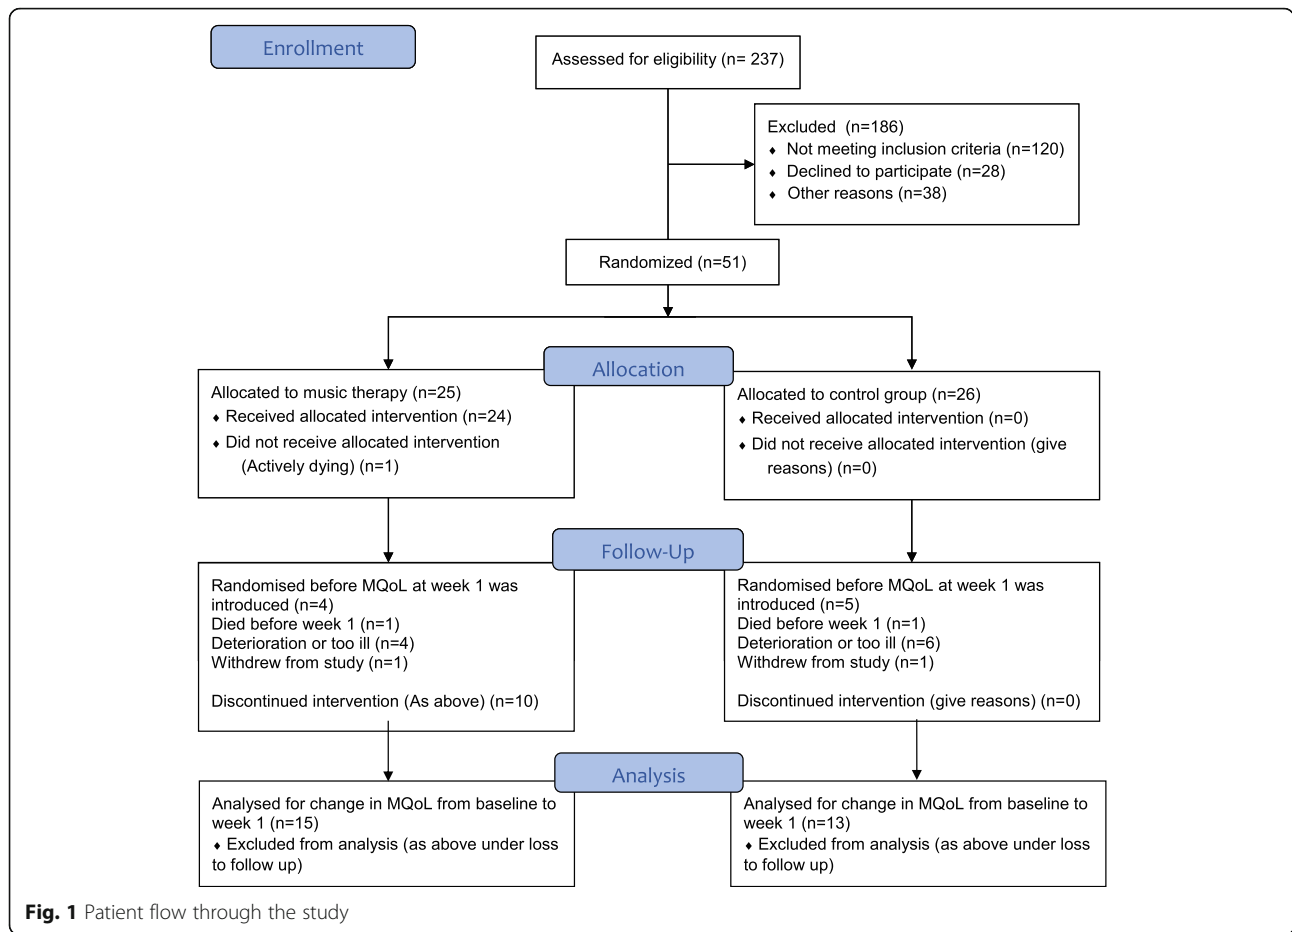 Enrollment
Assessed for eligibility (n= 237)
Excluded (n=186)
♦ Not meeting inclusion criteria (n=120)
♦ Declined to participate (n=28)
♦ Other reasons (n=38)
Randomized (n=51)
Allocation
Allocated to music therapy (n=25)
♦ Received allocated intervention (n=24)
♦ Did not receive allocated intervention
(Actively dying) (n=1)
Allocated to control group (n=26)
♦ Received allocated intervention (n=0)
♦ Did not receive allocated intervention (give
reasons) (n=0)
Follow-Up
Randomised before MQoL at week 1 was
introduced (n=4)
Died before week 1 (n=1)
Deterioration or too ill (n=4)
Withdrew from study (n=1)
Discontinued intervention (As above) (n=10)
Randomised before MQoL at week 1 was
introduced (n=5)
Died before week 1 (n=1)
Deterioration or too ill (n=6)
Withdrew from study (n=1)
Discontinued intervention (give reasons) (n=0)
Analysis
Analysed for change in MQoL from baseline to
week 1 (n=15)
♦ Excluded from analysis (as above under loss
to follow up)
Analysed for change in MQoL from baseline to
week 1 (n=13)
♦ Excluded from analysis (as above under loss
to follow up)
Fig. 1 Patient flow through the study